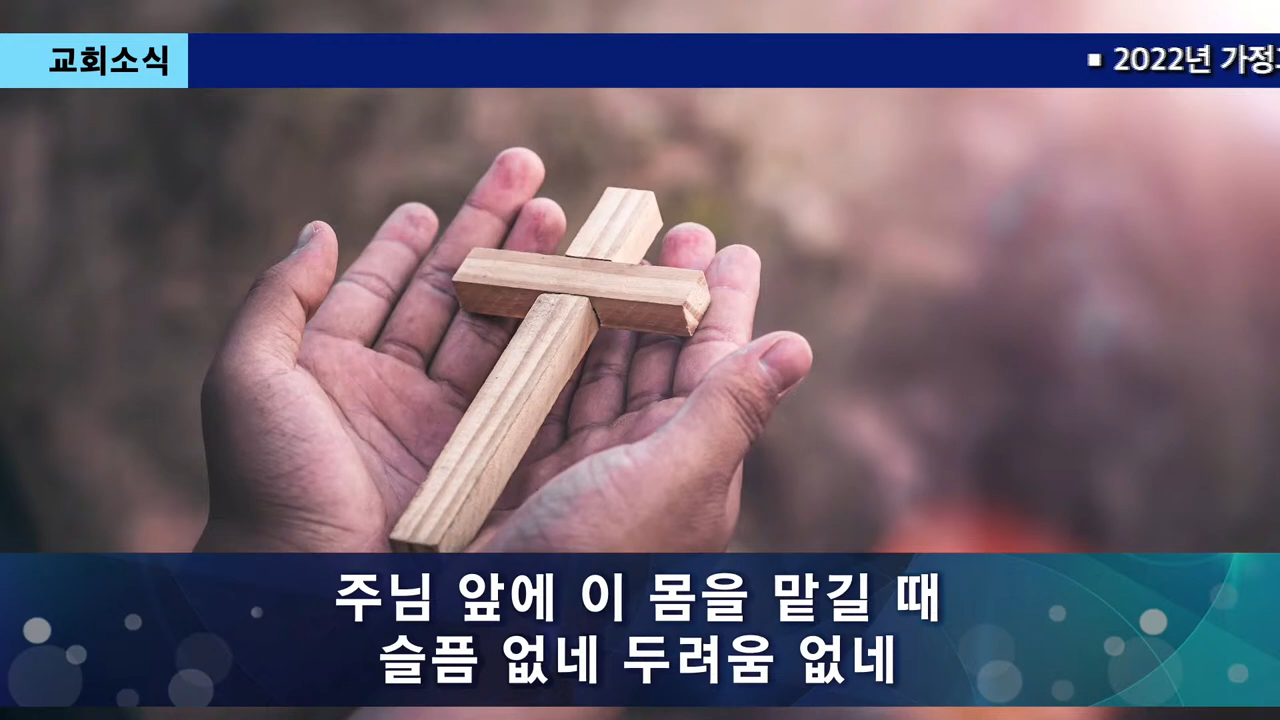 교회소식
▪ 2022년 가정
주님 앞에 이 몸을 맡길 때
슬픔 없네 두려움 없네